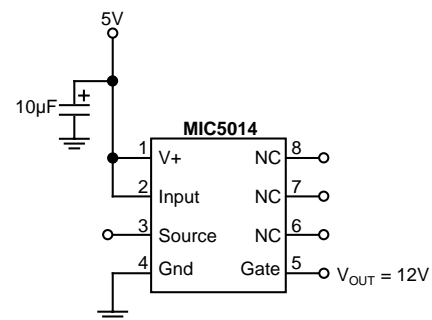 5V
10µF +
MIC5014
1 V+ NC 8
2 Input NC 7
3 Source NC 6
4 Gnd Gate 5 VOUT = 12V